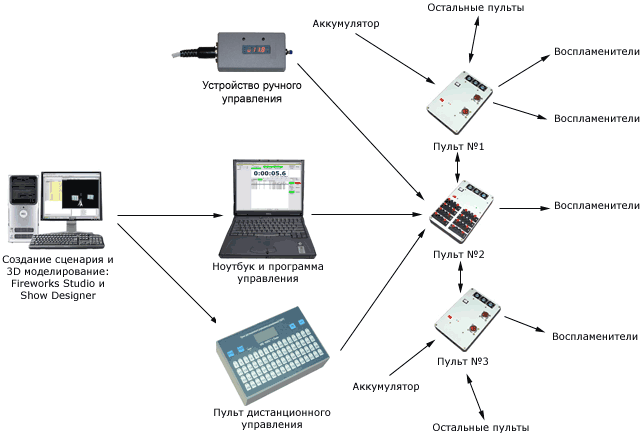 Остальные пульты
Аккумулятор
Воспламенители
Устройство ручного
управления
Воспламенители
Пульт №1
0:00:05.6
Воспламенители
Создание сценария и
3D моделирование:
Fireworks Studio и
Show Designer
Ноутбук и программа
управления
Пульт №2
Воспламенители
Пульт №3
Аккумулятор
Пульт дистанционного
управления
Остальные пульты